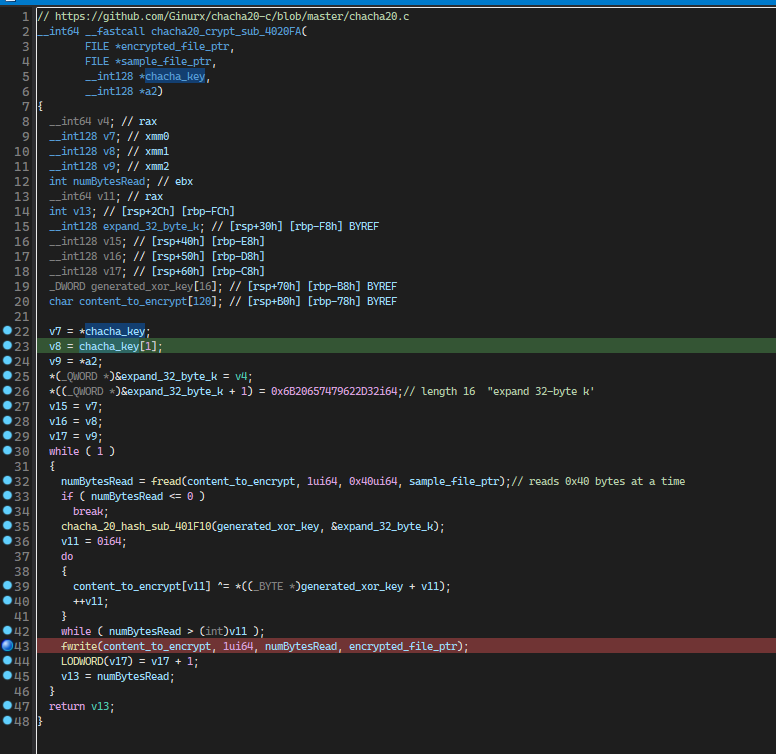 1 // https://github.com/Ginurx/chacha20-c/blob/master/chacha20.c
2 __int64 __fastcall chacha20_crypt_sub_4020FA(
3 FILE *encrypted_file_ptr,
4 FILE *sample_file_ptr,
5 __int128 *chacha_key,
6 __int128 *a2)
7 {
8 __int64 v4; // rax
9 __int128 v7; // xmm0
10 __int128 v8; // xmm1
11 __int128 v9; // xmm2
12 int numBytesRead; // ebx
13 __int64 v11; // rax
14 int v13; // [rsp+2Ch] [rbp-FCh]
15 __int128 expand_32_byte_k; // [rsp+30h] [rbp-F8h] BYREF
16 __int128 v15; // [rsp+40h] [rbp-E8h]
17 __int128 v16; // [rsp+50h] [rbp-D8h]
18 __int128 v17; // [rsp+60h] [rbp-C8h]
19 _DWORD generated_xor_key[16]; // [rsp+70h] [rbp-B8h] BYREF
20 char content_to_encrypt[120]; // [rsp+B0h] [rbp-78h] BYREF
21
22 v7 = *chacha_key;
23 v8 = chacha_key[1];
24 v9 = *a2;
25 *(_QWORD *)&expand_32_byte_k = v4;
26 *((_QWORD *)&expand_32_byte_k + 1) = 0x6B20657479622D32i64;// length 16  "expand 32-byte k'
27 v15 = v7;
28 v16 = v8;
29 v17 = v9;
30 while ( 1 )
31 {
32 numBytesRead = fread(content_to_encrypt, 1ui64, 0x40ui64, sample_file_ptr);// reads 0x40 bytes at a time
33 if ( numBytesRead <= 0 )
34 break;
35 chacha_20_hash_sub_401F10(generated_xor_key, &expand_32_byte_k);
36 v11 = 0i64;
37 do
38 {
39 content_to_encrypt[v11] ^= *((_BYTE *)generated_xor_key + v11);
40 ++v11;
41 }
42 while ( numBytesRead > (int)v11 );
43 fwrite(content_to_encrypt, 1ui64, numBytesRead, encrypted_file_ptr);
44 LODWORD(v17) = v17 + 1;
45 v13 = numBytesRead;
46 }
47 return v13;
48 }